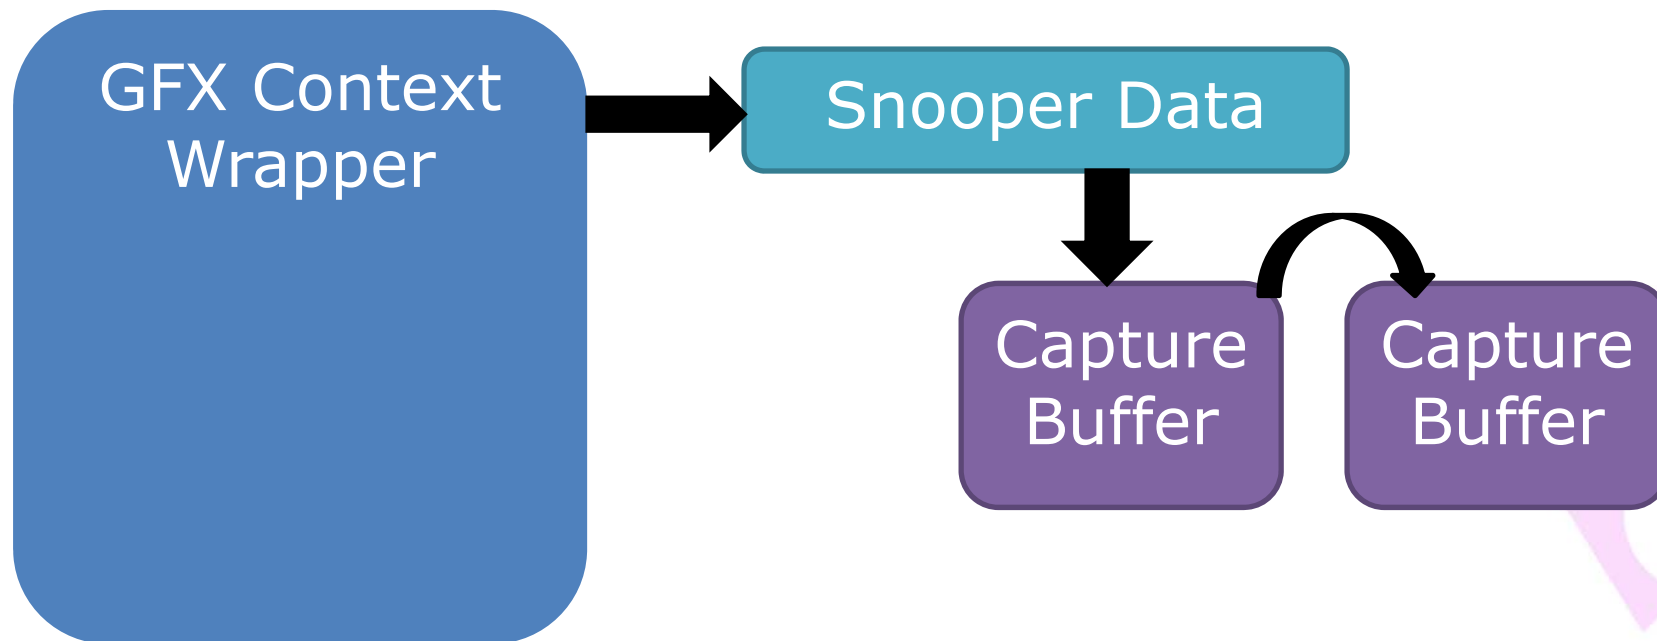 GFX Context
Wrapper
Snooper Data
Capture
Buffer
Capture
Buffer